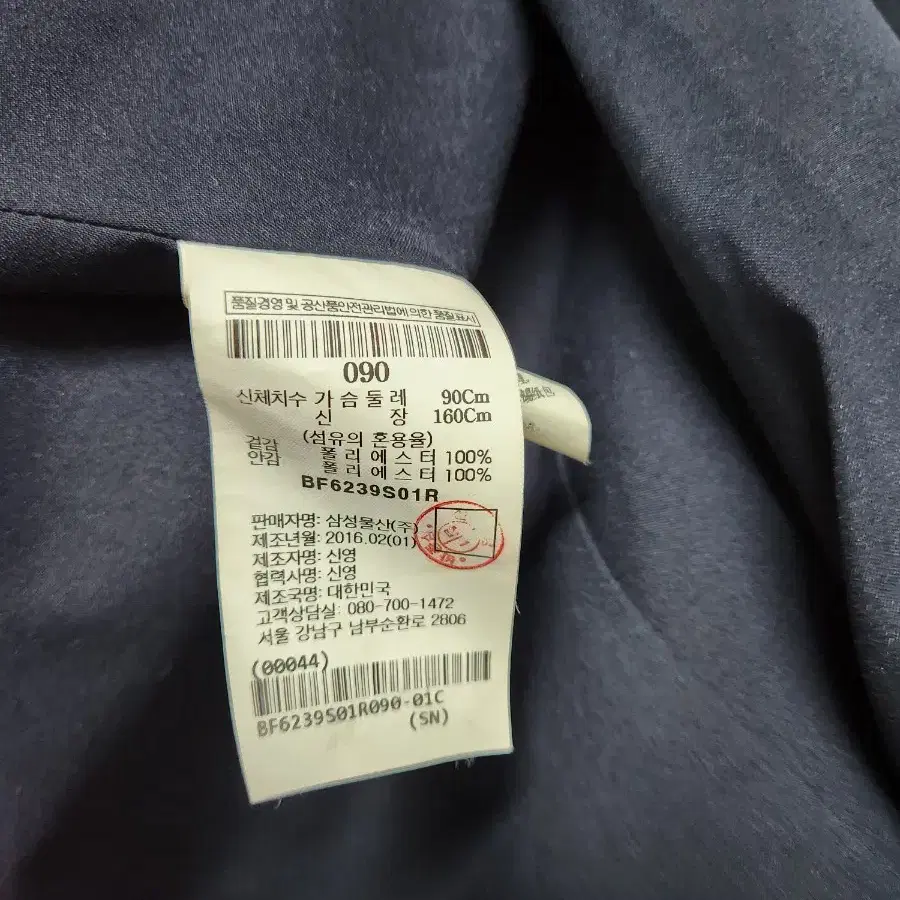 품질경영 및 공산품안전관리법에 의한 품질표시
090
신체치수 가 슴 둘 레 90Cm
신 장 160Cm
(섬유의 혼용율)
겉감 폴 리 에 스 터 100%
안감 폴 리 에 스 터 100%
BF6239S01R
판매자명: 삼성물산(주)
제조년월: 2016.02(01)
제조자명: 신영
협력사명: 신영
제조국명: 대한민국
고객상담실: 080-700-1472
서울 강남구 남부순환로 2806
(00044)
BF6239S01R090-01C
(SN)